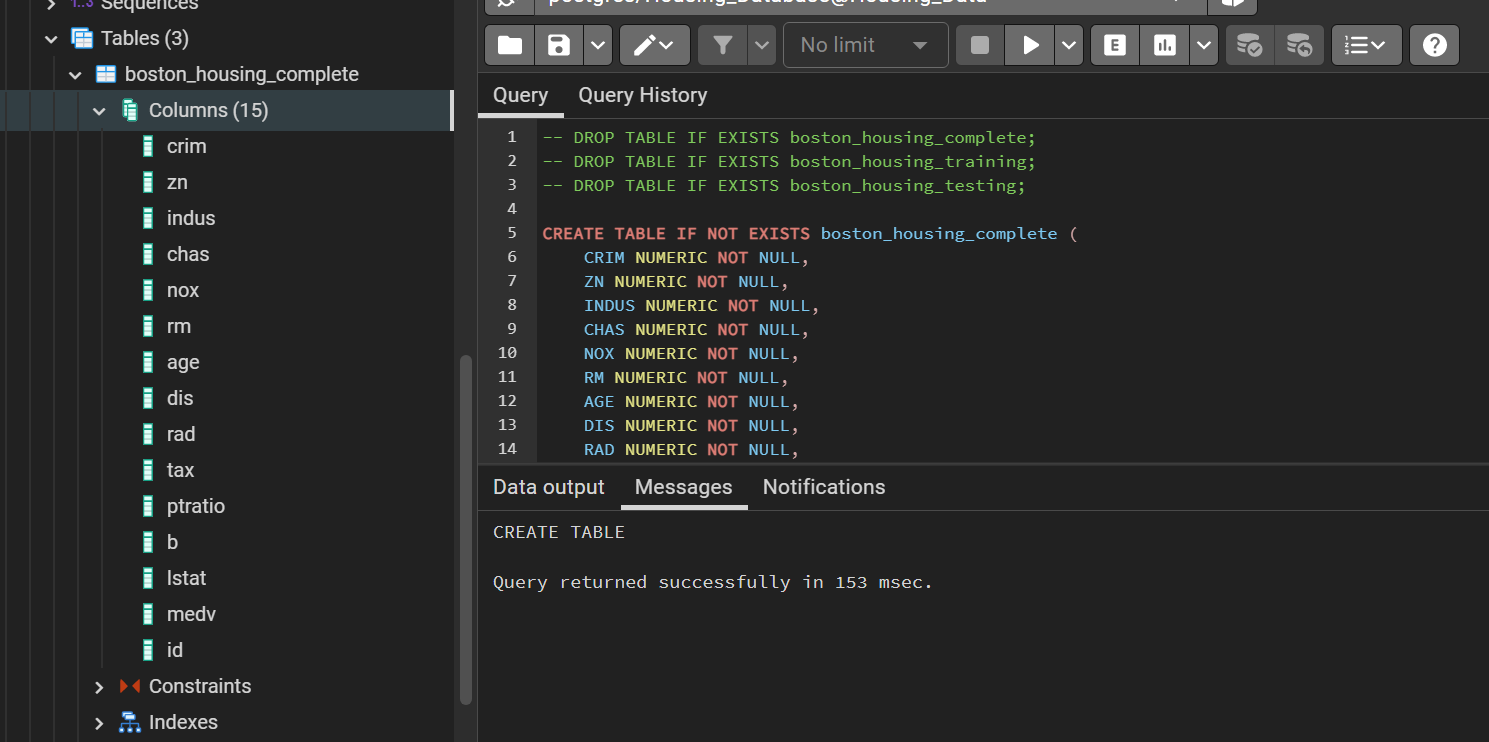 Sequences
Tables (3)
boston_housing_complete
Columns (15)
crim
zn
indus
chas
nox
rm
age
dis
rad
tax
ptratio
b
lstat
medv
id
Constraints
Indexes
postgres/Housing_Database@Housing_Data
No limit
E
?
Query Query History
1 -- DROP TABLE IF EXISTS boston_housing_complete;
2 -- DROP TABLE IF EXISTS boston_housing_training;
3 -- DROP TABLE IF EXISTS boston_housing_testing;
4
5 CREATE TABLE IF NOT EXISTS boston_housing_complete (
6 CRIM NUMERIC NOT NULL,
7 ZN NUMERIC NOT NULL,
8 INDUS NUMERIC NOT NULL,
9 CHAS NUMERIC NOT NULL,
10 NOX NUMERIC NOT NULL,
11 RM NUMERIC NOT NULL,
12 AGE NUMERIC NOT NULL,
13 DIS NUMERIC NOT NULL,
14 RAD NUMERIC NOT NULL,
Data output Messages Notifications
CREATE TABLE
Query returned successfully in 153 msec.